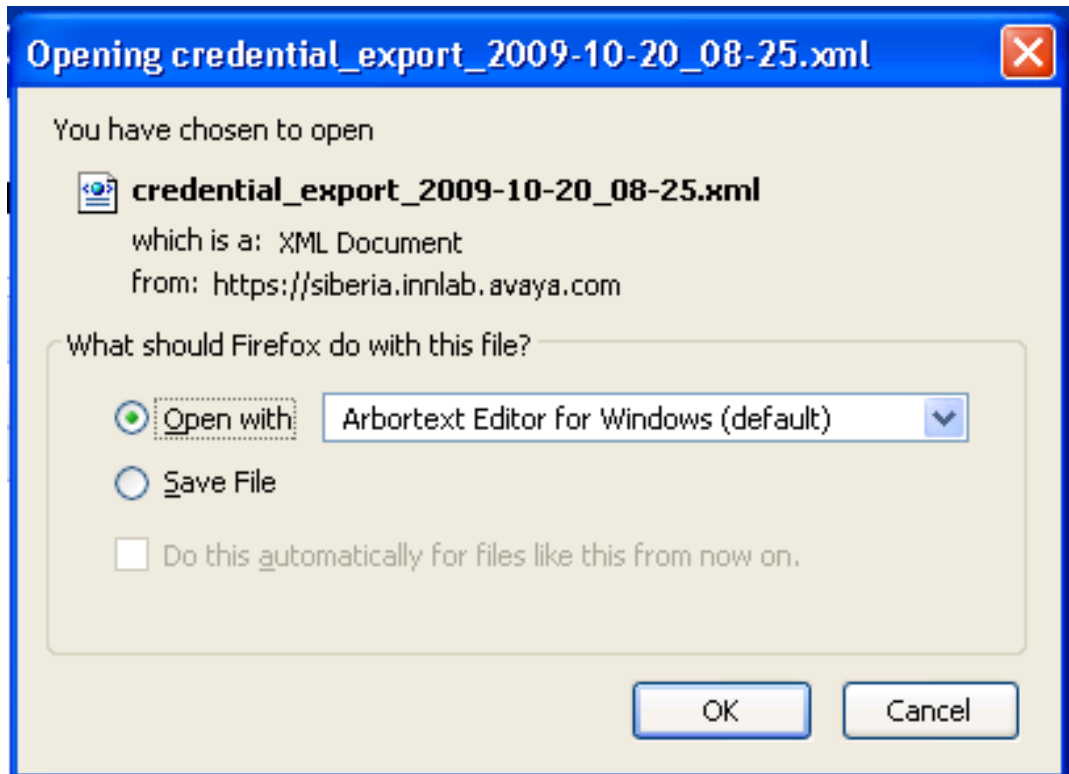 Opening credential_export_2009-10-20_08-25.xml
You have chosen to open
credential_export_2009-10-20_08-25.xml
which is a: XML Document
from: https://siberia.innlab.avaya.com
What should Firefox do with this file?
Open with Arbortext Editor for Windows (default)
Save File
Do this automatically for files like this from now on.
OK Cancel